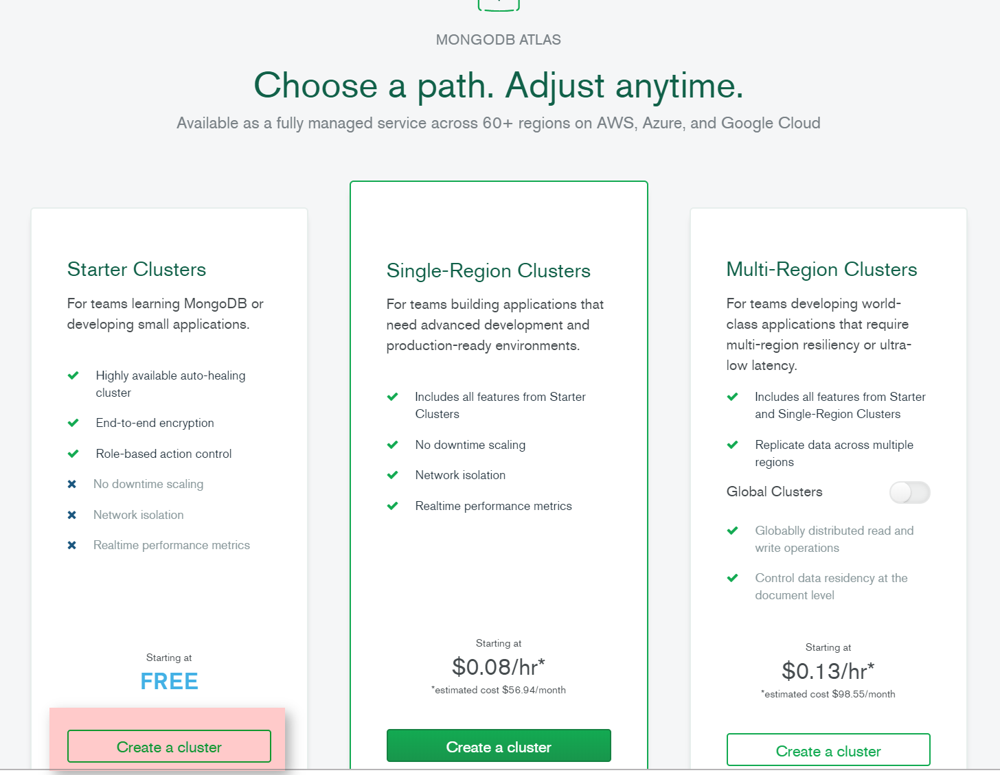 MONGODB ATLAS
Choose a path. Adjust anytime.
Available as a fully managed service across 60+ regions on AWS, Azure, and Google Cloud
Starter Clusters
For teams learning MongoDB or
developing small applications.
Highly available auto-healing
cluster
End-to-end encryption
Role-based action control
No downtime scaling
Network isolation
Realtime performance metrics
Starting at
FREE
Create a cluster
Single-Region Clusters
For teams building applications that
need advanced development and
production-ready environments.
Includes all features from Starter
Clusters
No downtime scaling
Network isolation
Realtime performance metrics
Starting at
$0.08/hr*
*estimated cost $56.94/month
Create a cluster
Multi-Region Clusters
For teams developing world-
class applications that require
multi-region resiliency or ultra-
low latency.
Includes all features from Starter
and Single-Region Clusters
Replicate data across multiple
regions
Global Clusters
Globablly distributed read and
write operations
Control data residency at the
document level
Starting at
$0.13/hr*
*estimated cost $98.55/month
Create a cluster